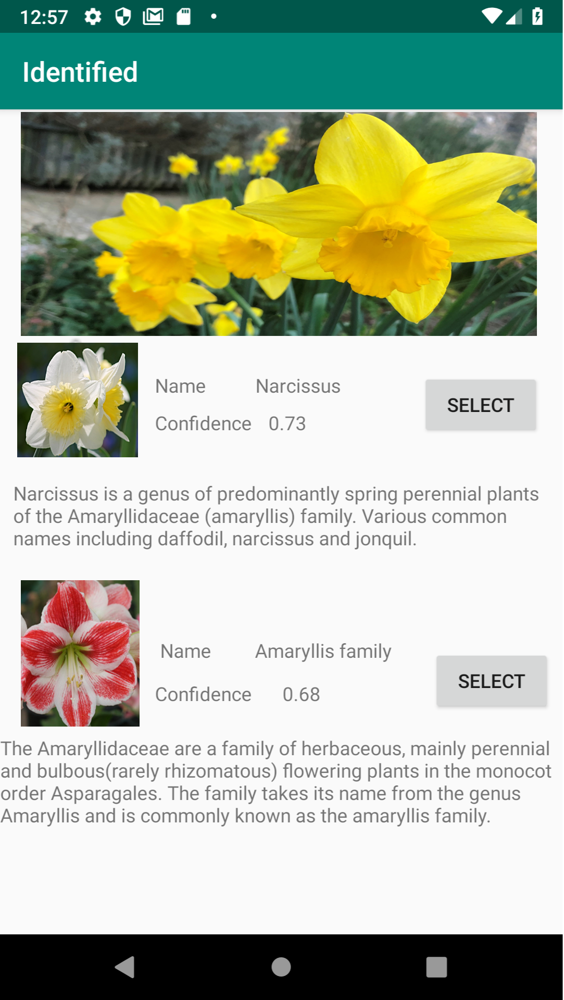 12:57
Identified
Name Narcissus
SELECT
Confidence 0.73
Narcissus is a genus of predominantly spring perennial plants
of the Amaryllidaceae (amaryllis) family. Various common
names including daffodil, narcissus and jonquil.
Name Amaryllis family
SELECT
Confidence 0.68
The Amaryllidaceae are a family of herbaceous, mainly perennial
and bulbous(rarely rhizomatous) flowering plants in the monocot
order Asparagales. The family takes its name from the genus
Amaryllis and is commonly known as the amaryllis family.